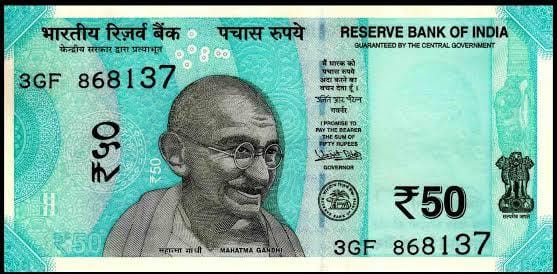 भारतीय रिज़र्व बैंक
केन्द्रीय सरकार द्वारा प्रत्याभूत
पचास रुपये
RESERVE BANK OF INDIA
GUARANTEED BY THE CENTRAL GOVERNMENT
3GF 868137
₹५०
₹50
₹50
मैं धारक को
पचास रुपये
अदा करने का
वचन देता हूँ।
गवर्नर
I PROMISE TO
PAY THE BEARER
THE SUM OF
FIFTY RUPEES
GOVERNOR
₹50
सत्यमेव जयते
महात्मा गांधी MAHATMA GANDHI
3GF 868137